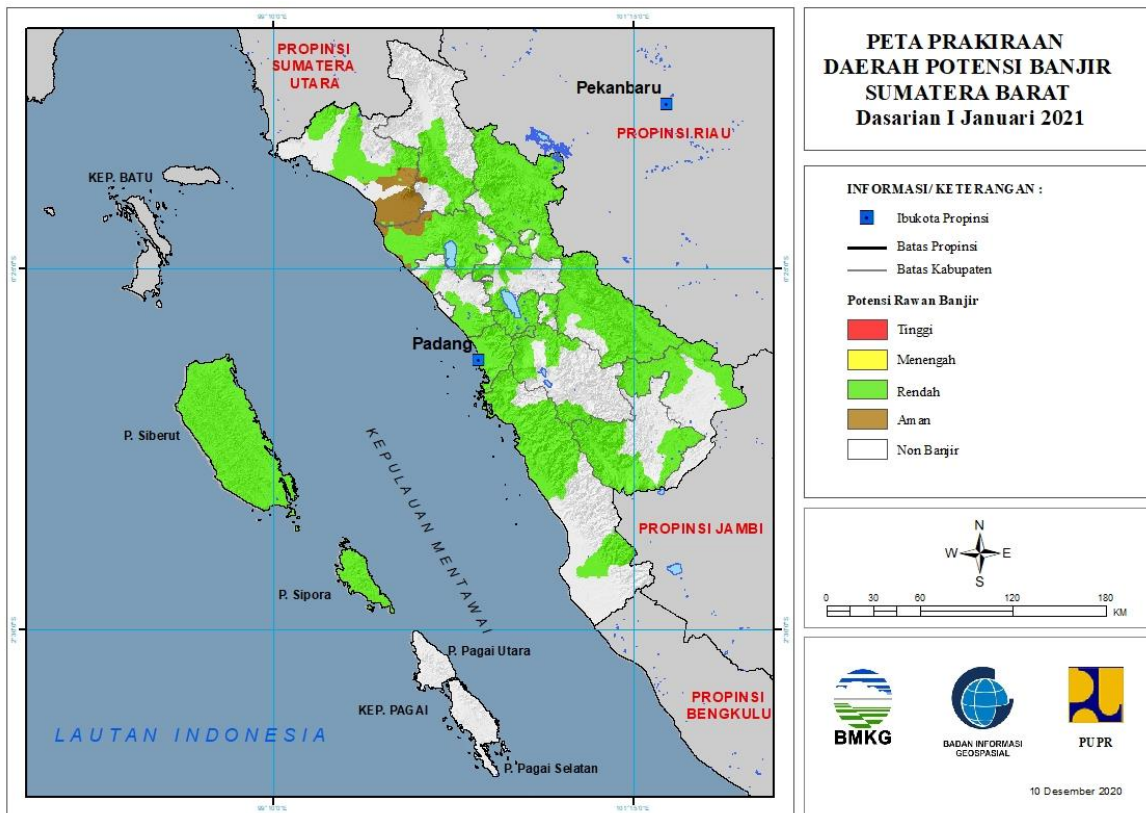 PROPINSI
SUMATERA
UTARA
Pekanbaru
PROPINSI RIAU
KEP. BATU
Padang
P. Siberut
KEPULAUAN MENTAWAI
PROPINSI JAMBI
P. Sipora
P. Pagai Utara
KEP. PAGAI
PROPINSI
BENGKULU
LAUTAN INDONESIA
P. Pagai Selatan
PETA PRAKIRAAN
DAERAH POTENSI BANJIR
SUMATERA BARAT
Dasarian I Januari 2021
INFORMASI/ KETERANGAN :
Ibukota Propinsi
Batas Propinsi
Batas Kabupaten
Potensi Rawan Banjir
Tinggi
Menengah
Rendah
Aman
Non Banjir
N
W E
S
0 15 30 60 90 120 180
KM
BMKG
BADAN INFORMASI
GEOSPASIAL
PUPR
10 Desember 2020